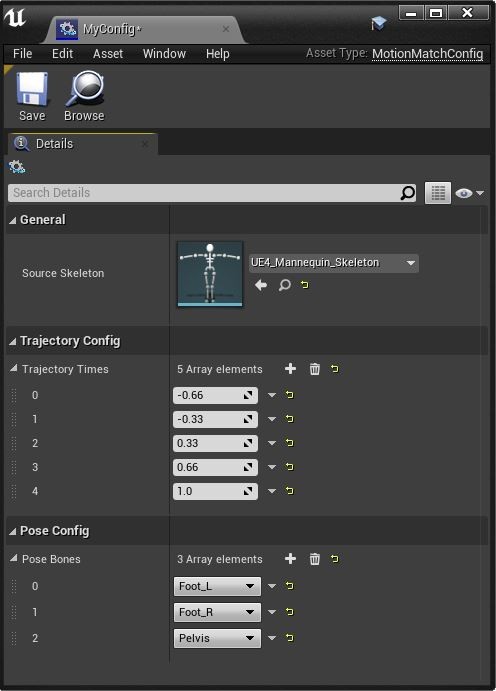 MyConfig*
File Edit Asset Window Help Asset Type: MotionMatchConfig
Save Browse
Details
Search Details
General
Source Skeleton UE4_Mannequin_Skeleton
Trajectory Config
Trajectory Times 5 Array elements
0 -0.66
1 -0.33
2 0.33
3 0.66
4 1.0
Pose Config
Pose Bones 3 Array elements
0 Foot_L
1 Foot_R
2 Pelvis